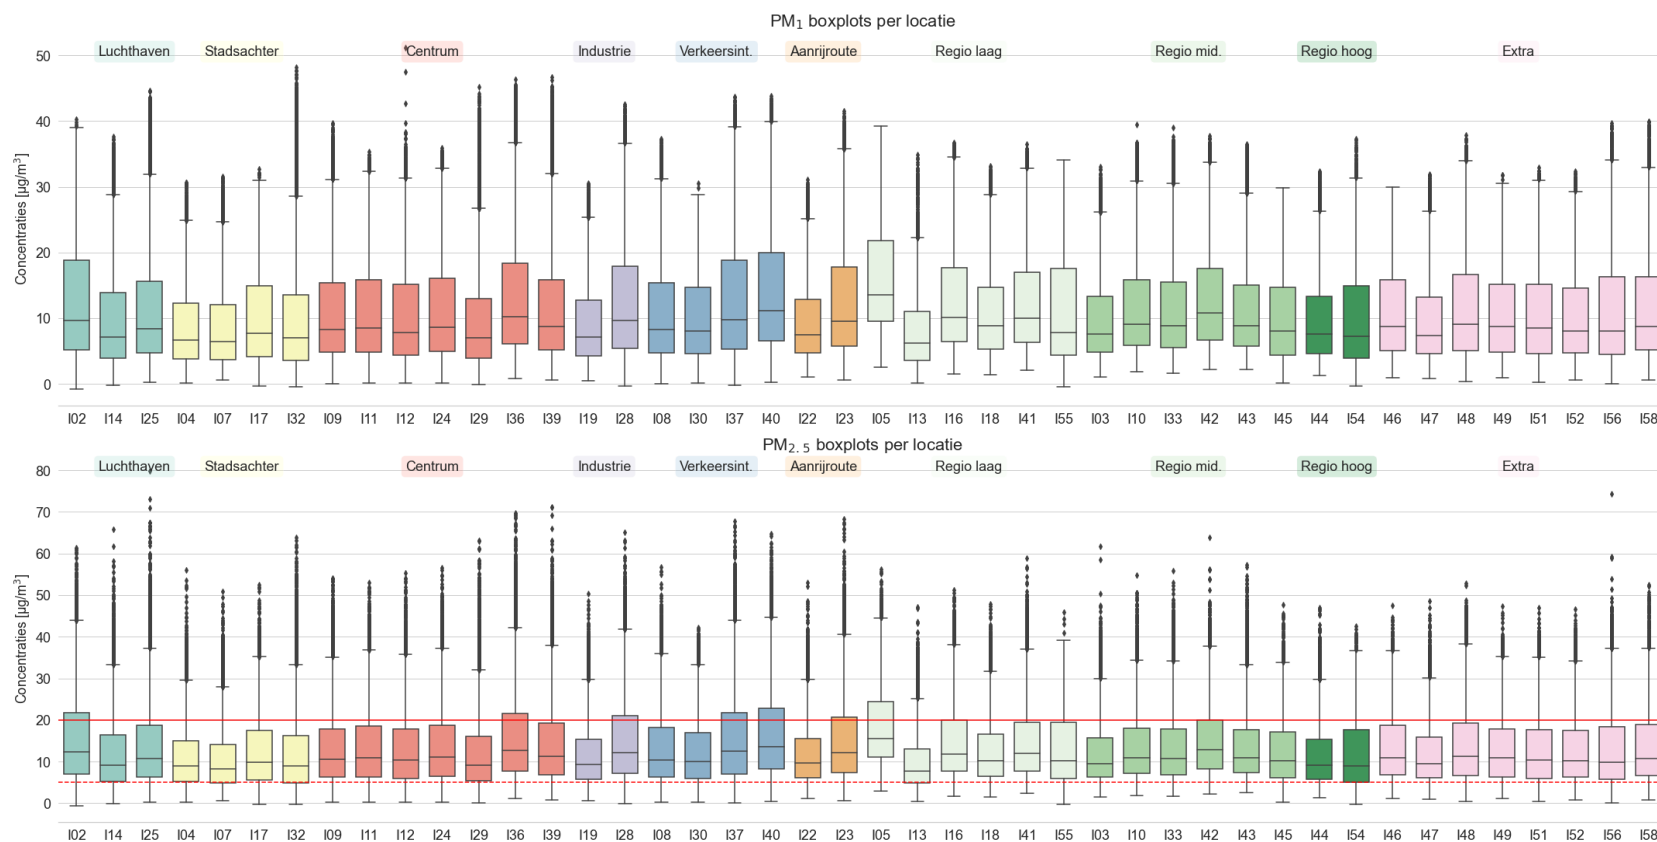 PM₁ boxplots per locatie
Luchthaven Stadsachter Centrum Industrie Verkeersint. Aanrijroute Regio laag Regio mid. Regio hoog Extra
Concentraties [µg/m³]
50
40
30
20
10
0
I02 I14 I25 I04 I07 I17 I32 I09 I11 I12 I24 I29 I36 I39 I19 I28 I08 I30 I37 I40 I22 I23 I05 I13 I16 I18 I41 I55 I03 I10 I33 I42 I43 I45 I44 I54 I46 I47 I48 I49 I51 I52 I56 I58
PM₂.₅ boxplots per locatie
Luchthaven Stadsachter Centrum Industrie Verkeersint. Aanrijroute Regio laag Regio mid. Regio hoog Extra
Concentraties [µg/m³]
80
70
60
50
40
30
20
10
0
I02 I14 I25 I04 I07 I17 I32 I09 I11 I12 I24 I29 I36 I39 I19 I28 I08 I30 I37 I40 I22 I23 I05 I13 I16 I18 I41 I55 I03 I10 I33 I42 I43 I45 I44 I54 I46 I47 I48 I49 I51 I52 I56 I58